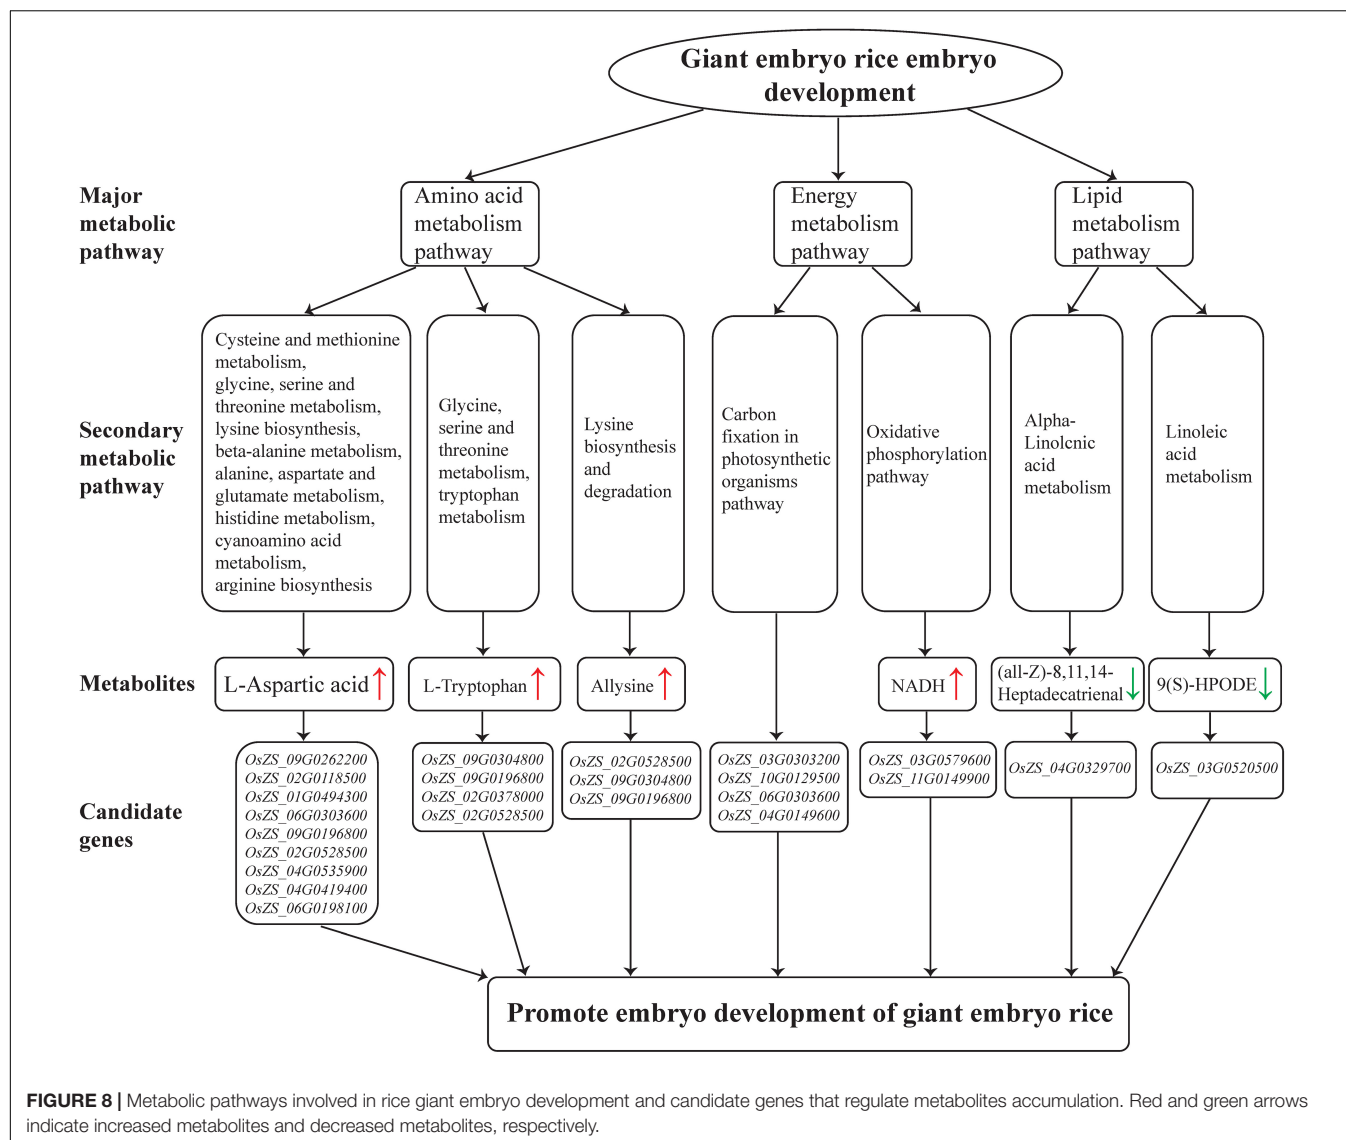 Giant embryo rice embryo
development
Major
metabolic
pathway
Amino acid
metabolism
pathway
Energy
metabolism
pathway
Lipid
metabolism
pathway
Secondary
metabolic
pathway
Cysteine and methionine
metabolism,
glycine, serine and
threonine metabolism,
lysine biosynthesis,
beta-alanine metabolism,
alanine, aspartate and
glutamate metabolism,
histidine metabolism,
cyanoamino acid
metabolism,
arginine biosynthesis
Glycine,
serine and
threonine
metabolism,
tryptophan
metabolism
Lysine
biosynthesis
and
degradation
Carbon
fixation in
photosynthetic
organisms
pathway
Oxidative
phosphorylation
pathway
Alpha-
Linolcnic
acid
metabolism
Linoleic
acid
metabolism
Metabolites
L-Aspartic acid
L-Tryptophan
Allysine
NADH
(all-Z)-8,11,14-
Heptadecatrienal
9(S)-HPODE
Candidate
genes
OsZS_09G0262200
OsZS_02G0118500
OsZS_01G0494300
OsZS_06G0303600
OsZS_09G0196800
OsZS_02G0528500
OsZS_04G0535900
OsZS_04G0419400
OsZS_06G0198100
OsZS_09G0304800
OsZS_09G0196800
OsZS_02G0378000
OsZS_02G0528500
OsZS_02G0528500
OsZS_09G0304800
OsZS_09G0196800
OsZS_03G0303200
OsZS_10G0129500
OsZS_06G0303600
OsZS_04G0149600
OsZS_03G0579600
OsZS_11G0149900
OsZS_04G0329700
OsZS_03G0520500
Promote embryo development of giant embryo rice
FIGURE 8 | Metabolic pathways involved in rice giant embryo development and candidate genes that regulate metabolites accumulation. Red and green arrows
indicate increased metabolites and decreased metabolites, respectively.